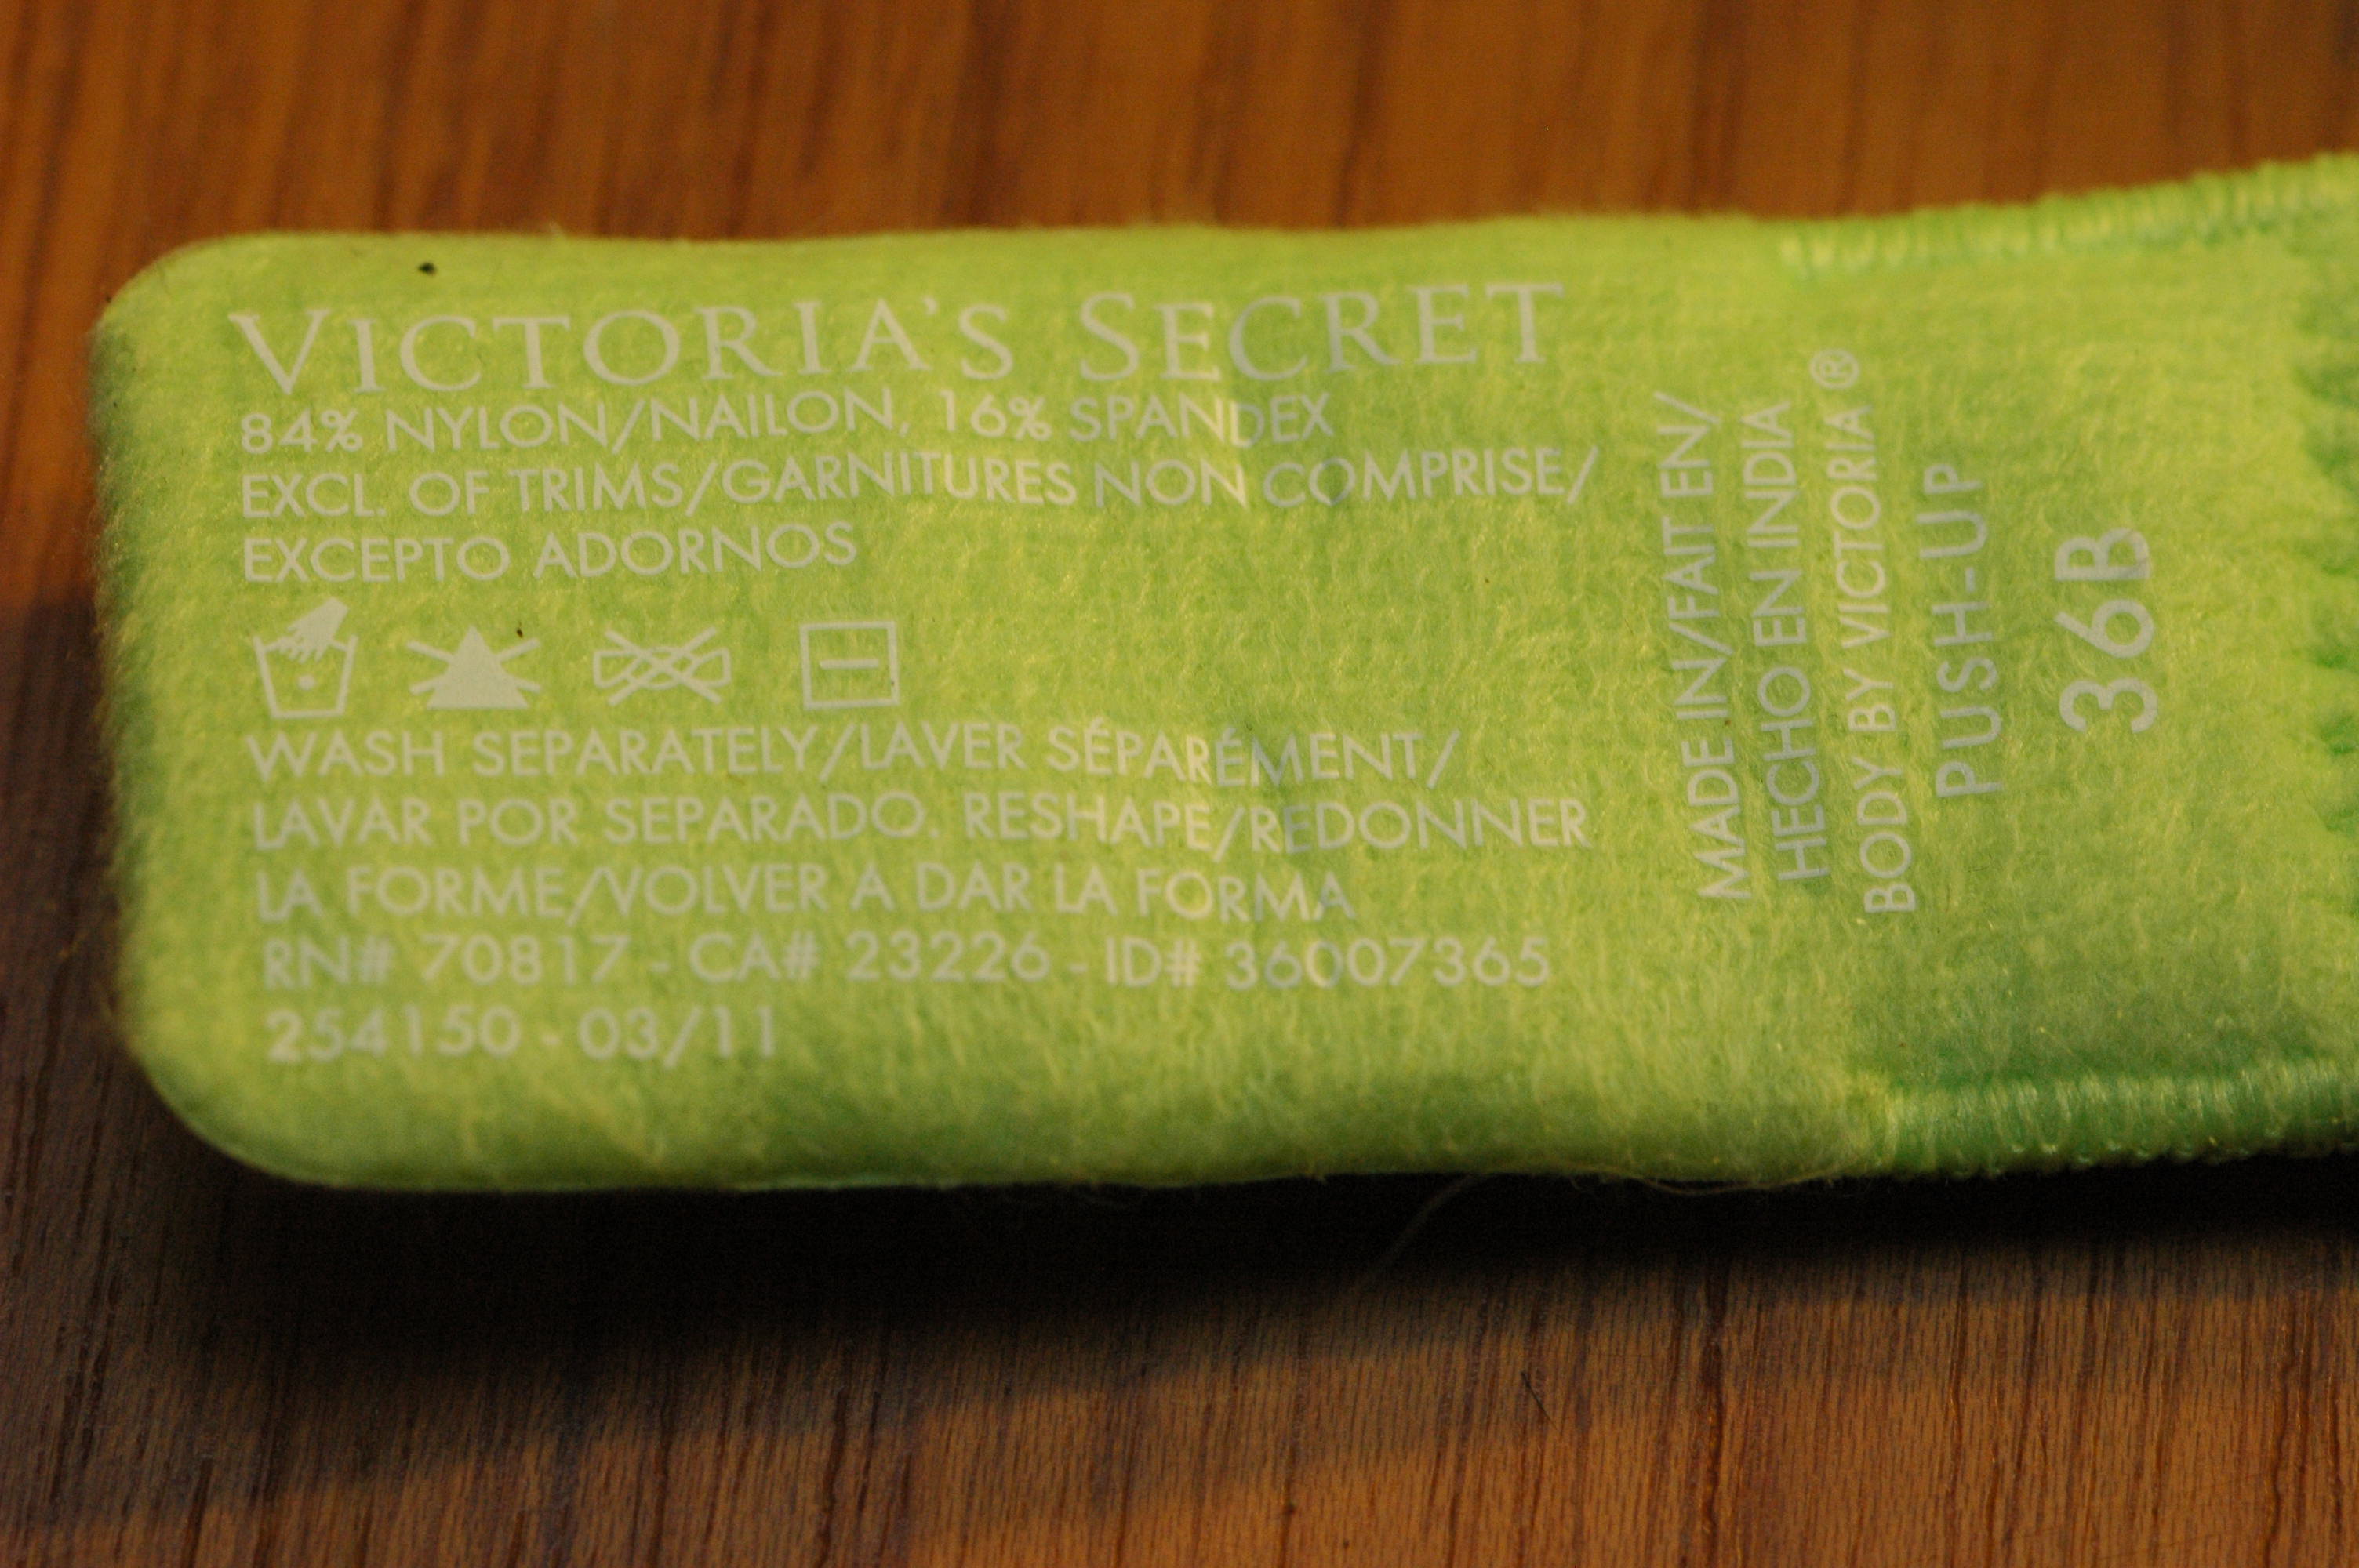 VICTORIA'S SECRET
84% NYLON/NAILON, 16% SPANDEX
EXCL. OF TRIMS/GARNITURES NON COMPRISE/
EXCEPTO ADORNOS
WASH SEPARATELY/LAVER SÉPARÉMENT/
LAVAR POR SEPARADO. RESHAPE/REDONNER
LA FORME/VOLVER A DAR LA FORMA
RN# 70817 - CA# 23226 - ID# 36007365
254150 - 03/11
MADE IN/FAIT EN/
HECHO EN INDIA
BODY BY VICTORIA®
PUSH-UP
36B